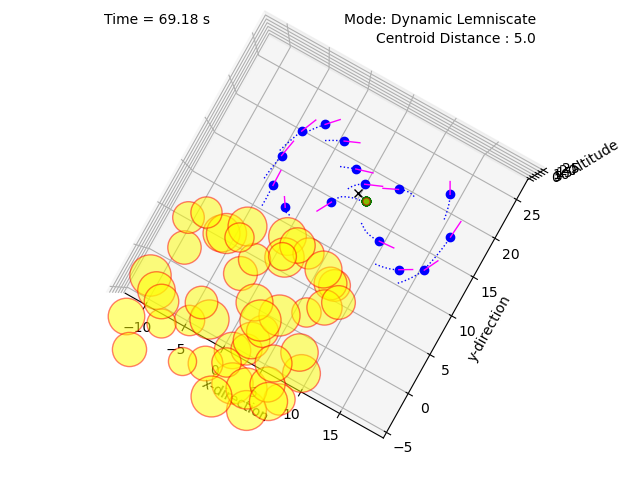 Time = 69.18 s
Mode: Dynamic Lemniscate
Centroid Distance : 5.0
Altitude
25
20
15
10
5
0
−5
y-direction
−10
−5
0
10
15
x-direction